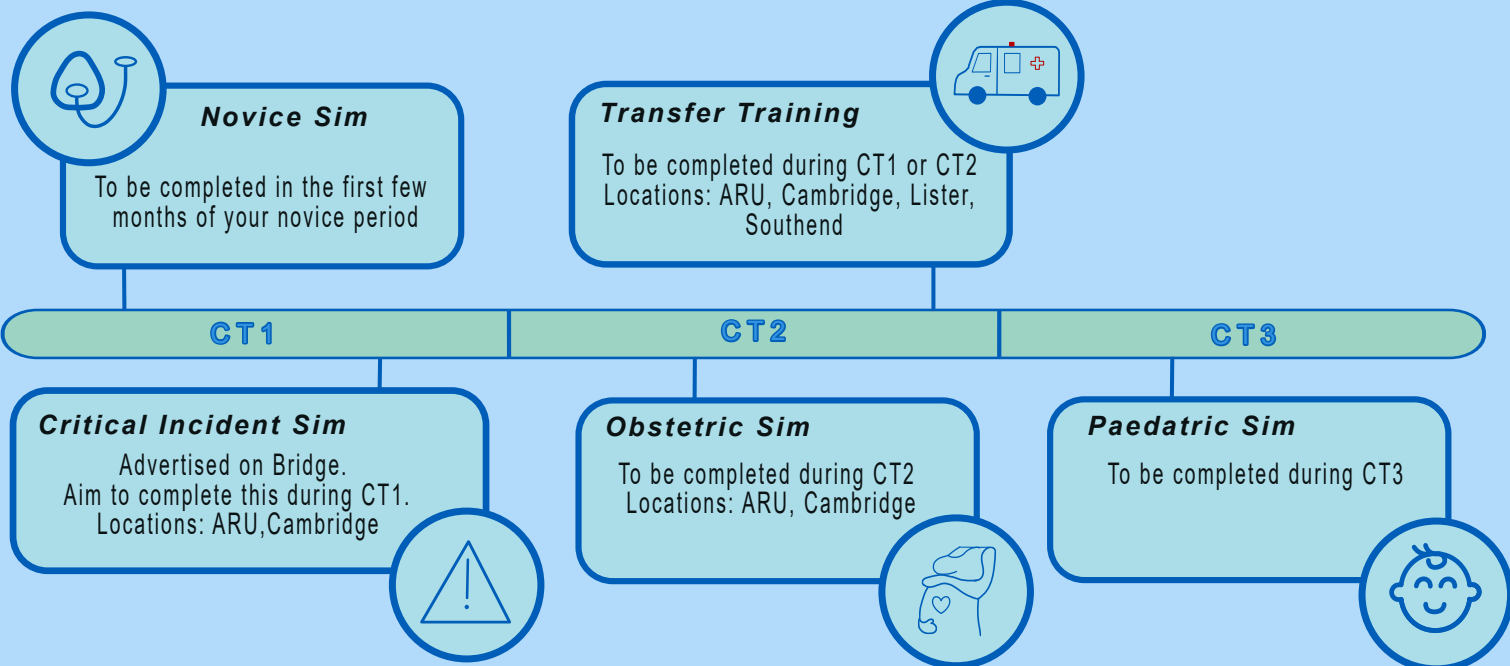 Novice Sim
To be completed in the first few
months of your novice period
Transfer Training
To be completed during CT1 or CT2
Locations: ARU, Cambridge, Lister,
Southend
CT1
CT2
CT3
Critical Incident Sim
Advertised on Bridge.
Aim to complete this during CT1.
Locations: ARU,Cambridge
Obstetric Sim
To be completed during CT2
Locations: ARU, Cambridge
Paedatric Sim
To be completed during CT3